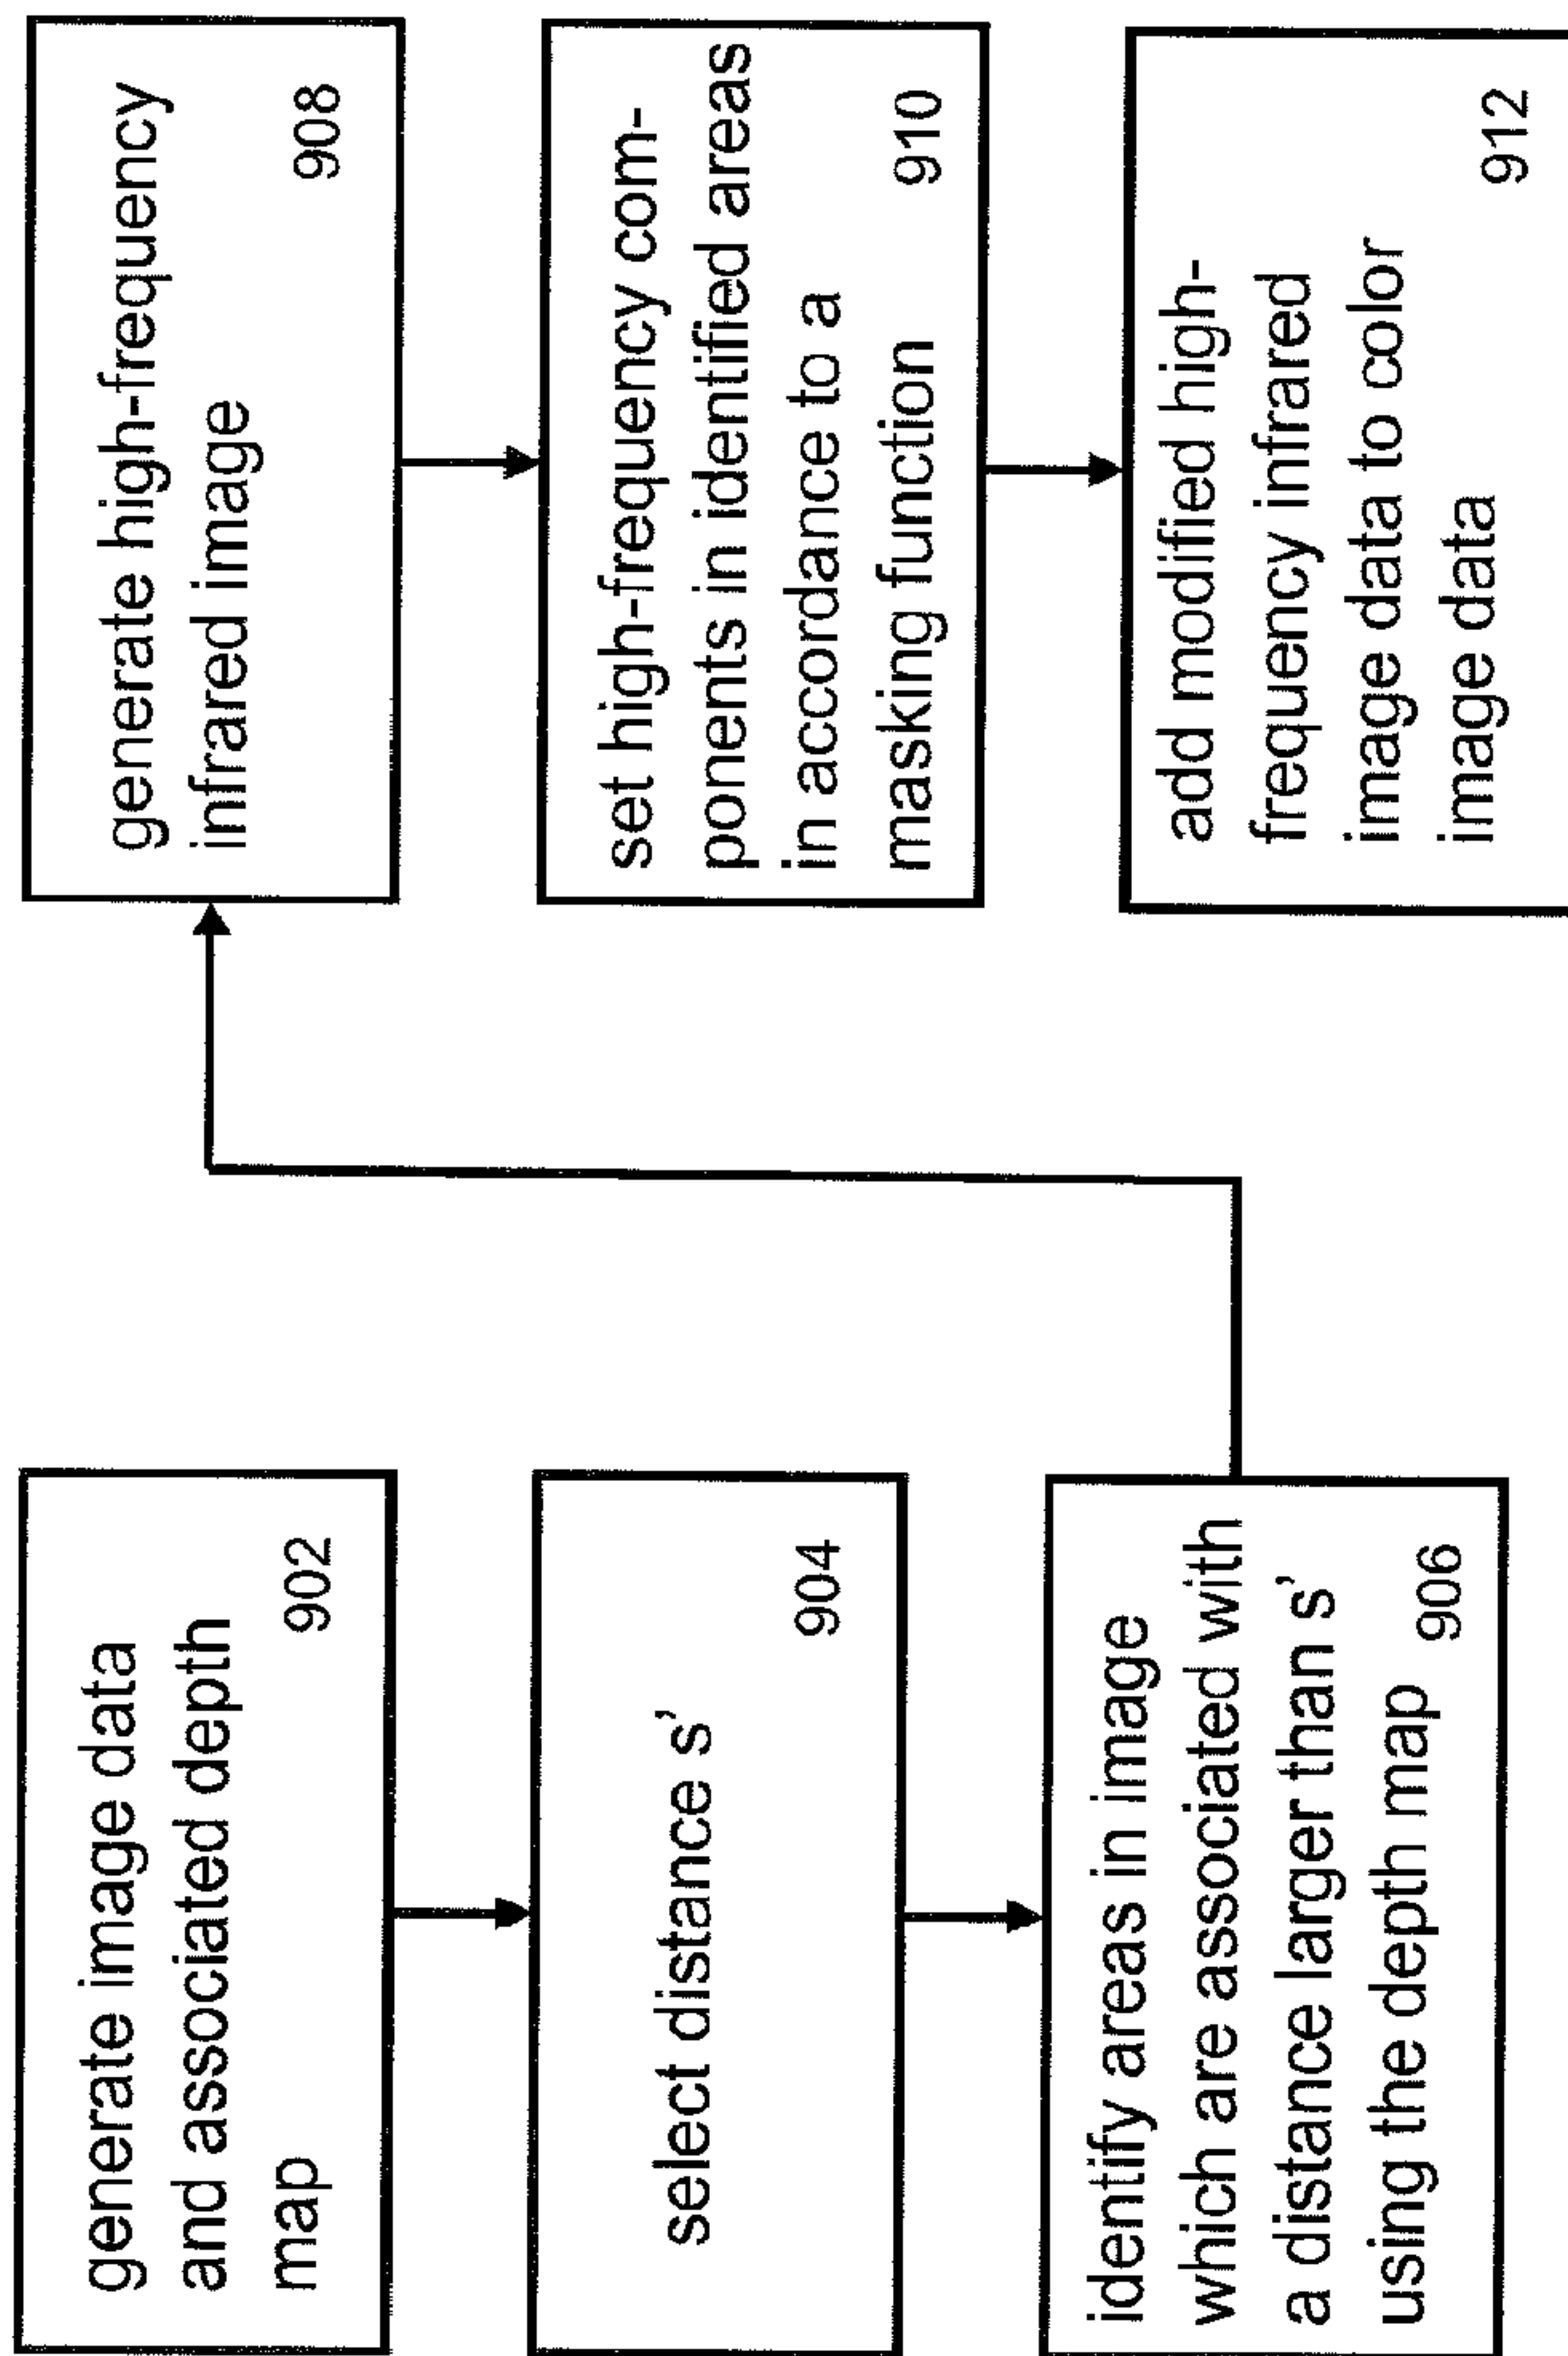 generate image data
and associated depth
map
902
select distance s’
904
identify areas in image
which are associated with
a distance larger than s’
using the depth map
906
generate high-frequency
infrared image
908
set high-frequency com-
ponents in identified areas
in accordance to a
masking function
910
add modified high-
frequency infrared
image data to color
image data
912